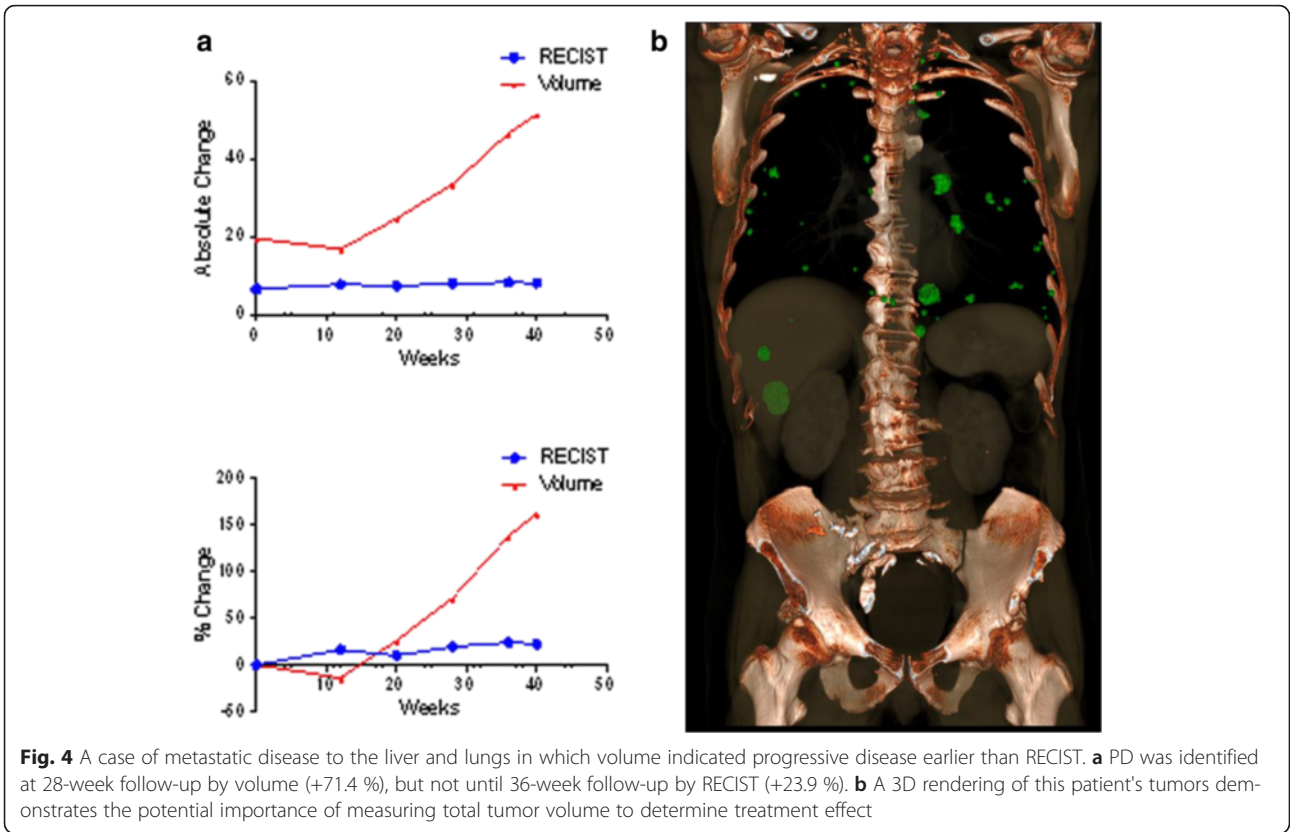 a
RECIST
Volume
60
40
20
0
Absolute Change
0 10 20 30 40 50
Weeks
RECIST
Volume
200
150
100
50
0
-50
% Change
10 20 30 40 50
Weeks
b
Fig. 4 A case of metastatic disease to the liver and lungs in which volume indicated progressive disease earlier than RECIST. a PD was identified
at 28-week follow-up by volume (+71.4 %), but not until 36-week follow-up by RECIST (+23.9 %). b A 3D rendering of this patient's tumors dem-
onstrates the potential importance of measuring total tumor volume to determine treatment effect